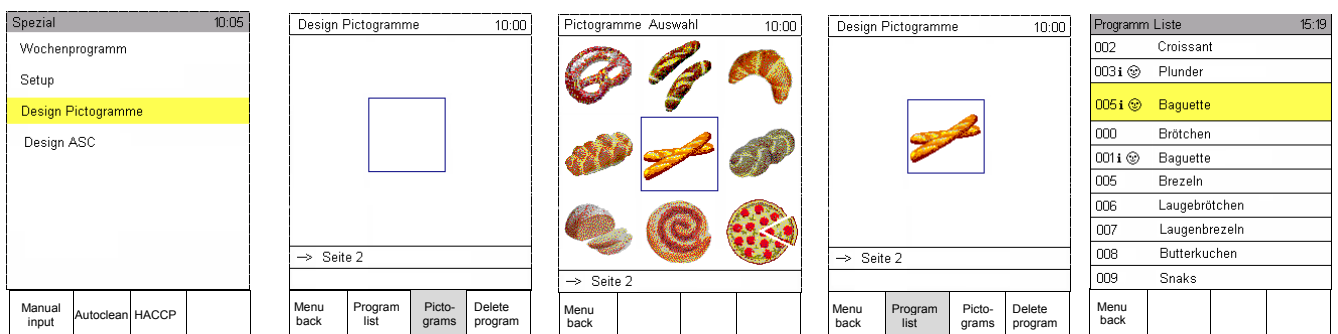 Spezial 10:05
Wochenprogramm
Setup
Design Pictogramme
Design ASC
Manual input
Autoclean
HACCP
Design Pictogramme 10:00
--> Seite 2
Menu back
Program list
Picto-grams
Delete program
Pictogramme Auswahl 10:00
--> Seite 2
Menu back
Design Pictogramme 10:00
--> Seite 2
Menu back
Program list
Picto-grams
Delete program
Programm Liste 15:19
002 Croissant
003 i ☺ Plunder
005 i ☺ Baguette
000 Brötchen
001 i ☺ Baguette
005 Brezeln
006 Laugebrötchen
007 Laugenbrezeln
008 Butterkuchen
009 Snaks
Menu back